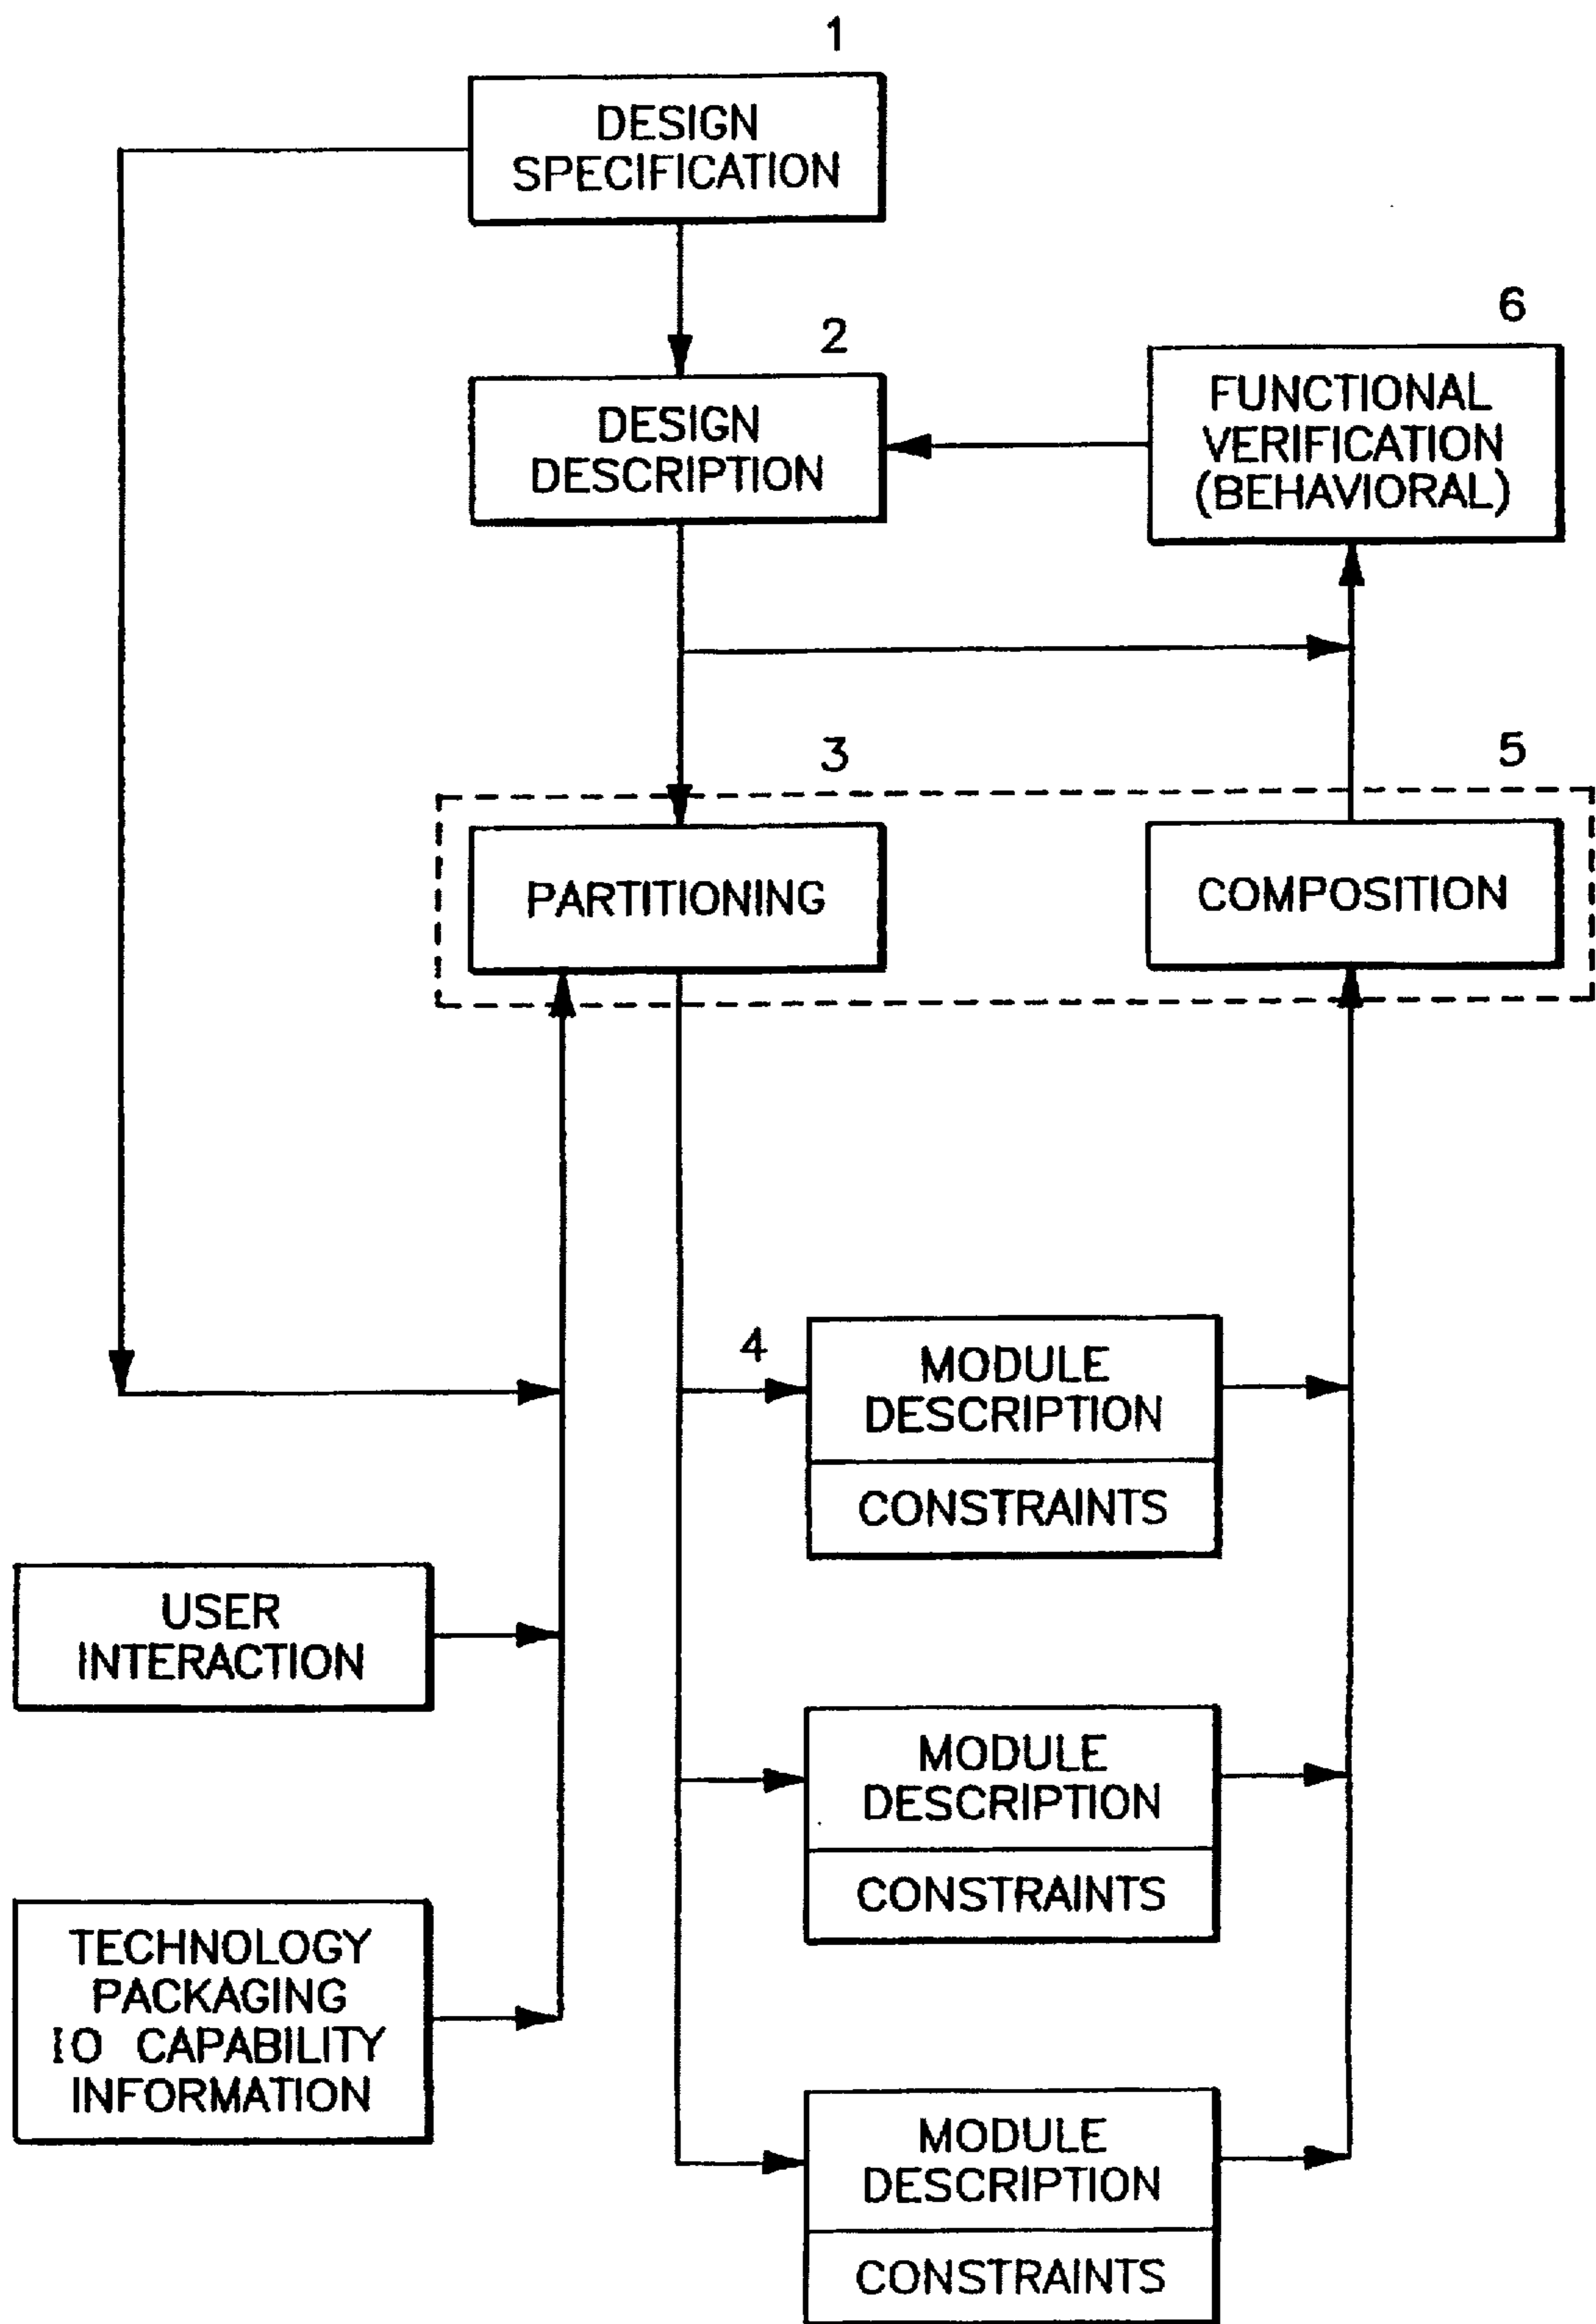 1
DESIGN
SPECIFICATION
2
DESIGN
DESCRIPTION
6
FUNCTIONAL
VERIFICATION
(BEHAVIORAL)
3
PARTITIONING
5
COMPOSITION
4
MODULE
DESCRIPTION
CONSTRAINTS
USER
INTERACTION
MODULE
DESCRIPTION
CONSTRAINTS
TECHNOLOGY
PACKAGING
IO CAPABILITY
INFORMATION
MODULE
DESCRIPTION
CONSTRAINTS